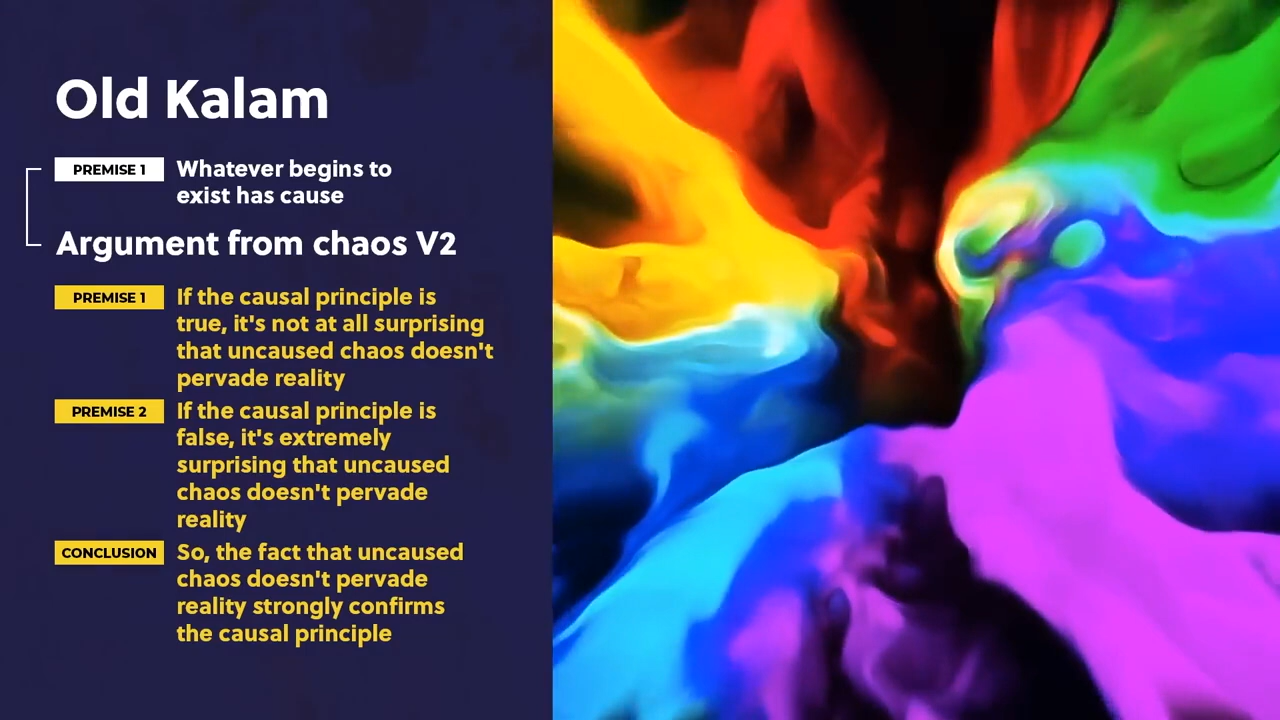 Old Kalam
PREMISE 1 Whatever begins to
exist has cause
Argument from chaos V2
PREMISE 1 If the causal principle is
true, it's not at all surprising
that uncaused chaos doesn't
pervade reality
PREMISE 2 If the causal principle is
false, it's extremely
surprising that uncaused
chaos doesn't pervade
reality
CONCLUSION So, the fact that uncaused
chaos doesn't pervade
reality strongly confirms
the causal principle